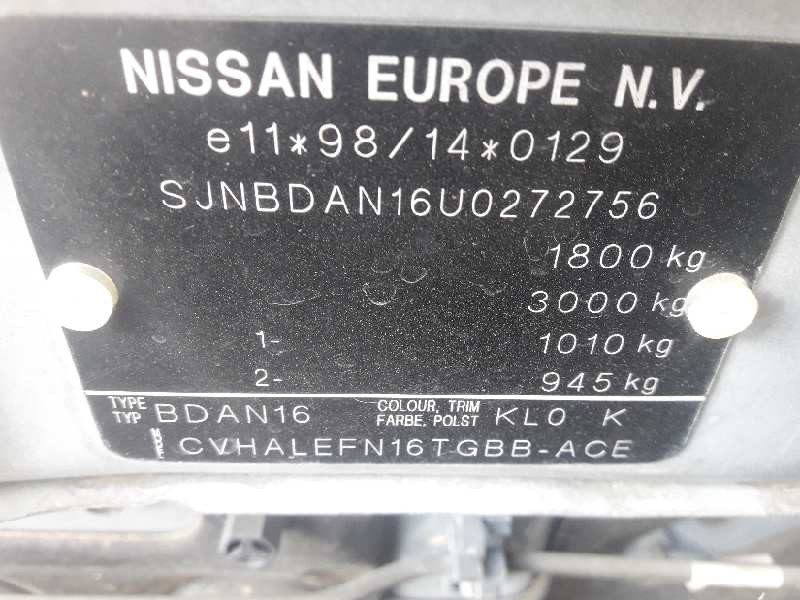 NISSAN EUROPE N.V.
e11*98/14*0129
SJNBDAN16U0272756
1800 kg
3000 kg
1- 1010 kg
2- 945 kg
TYPE TYP BDAN16 COLOUR, TRIM FARBE, POLST KL0 K
CVHALEFN16TGBB-ACE